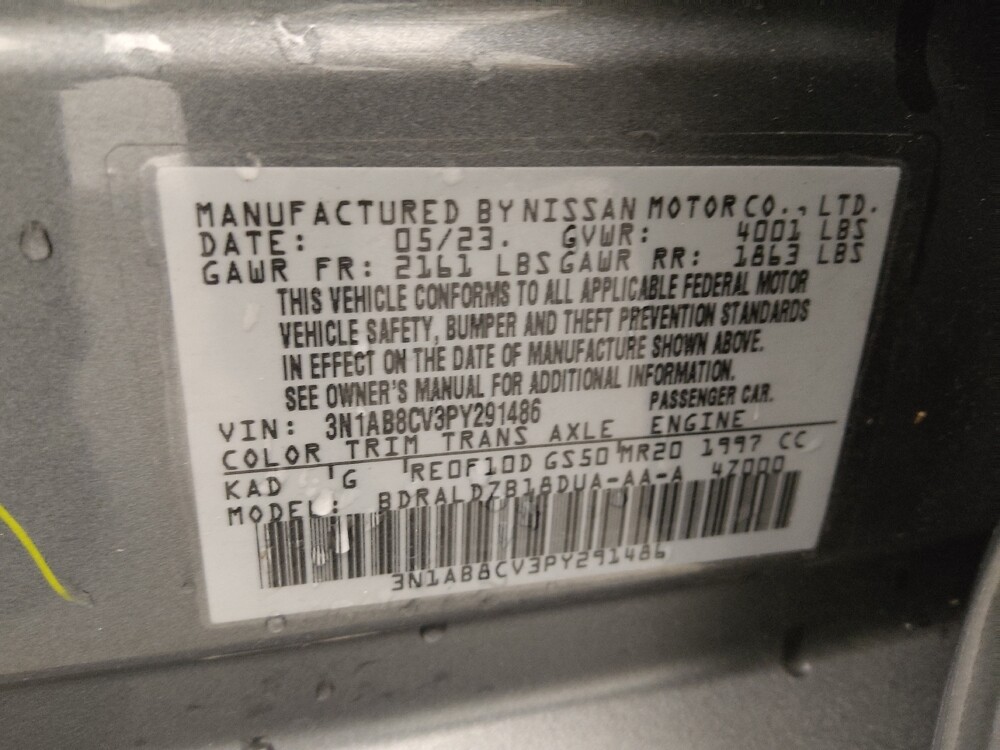 MANUFACTURED BY NISSAN MOTOR CO., LTD.
DATE: 05/23. GVWR: 4001 LBS
GAWR FR: 2161 LBS GAWR RR: 1863 LBS
THIS VEHICLE CONFORMS TO ALL APPLICABLE FEDERAL MOTOR
VEHICLE SAFETY, BUMPER AND THEFT PREVENTION STANDARDS
IN EFFECT ON THE DATE OF MANUFACTURE SHOWN ABOVE.
SEE OWNER'S MANUAL FOR ADDITIONAL INFORMATION.
PASSENGER CAR.
VIN: 3N1AB8CV3PY291486
COLOR TRIM TRANS AXLE ENGINE
KAD G RE0F10D GS50 MR20 1997 CC
MODEL: BDRALDZB18DUA-AA-A 47000
3N1AB8CV3PY291486